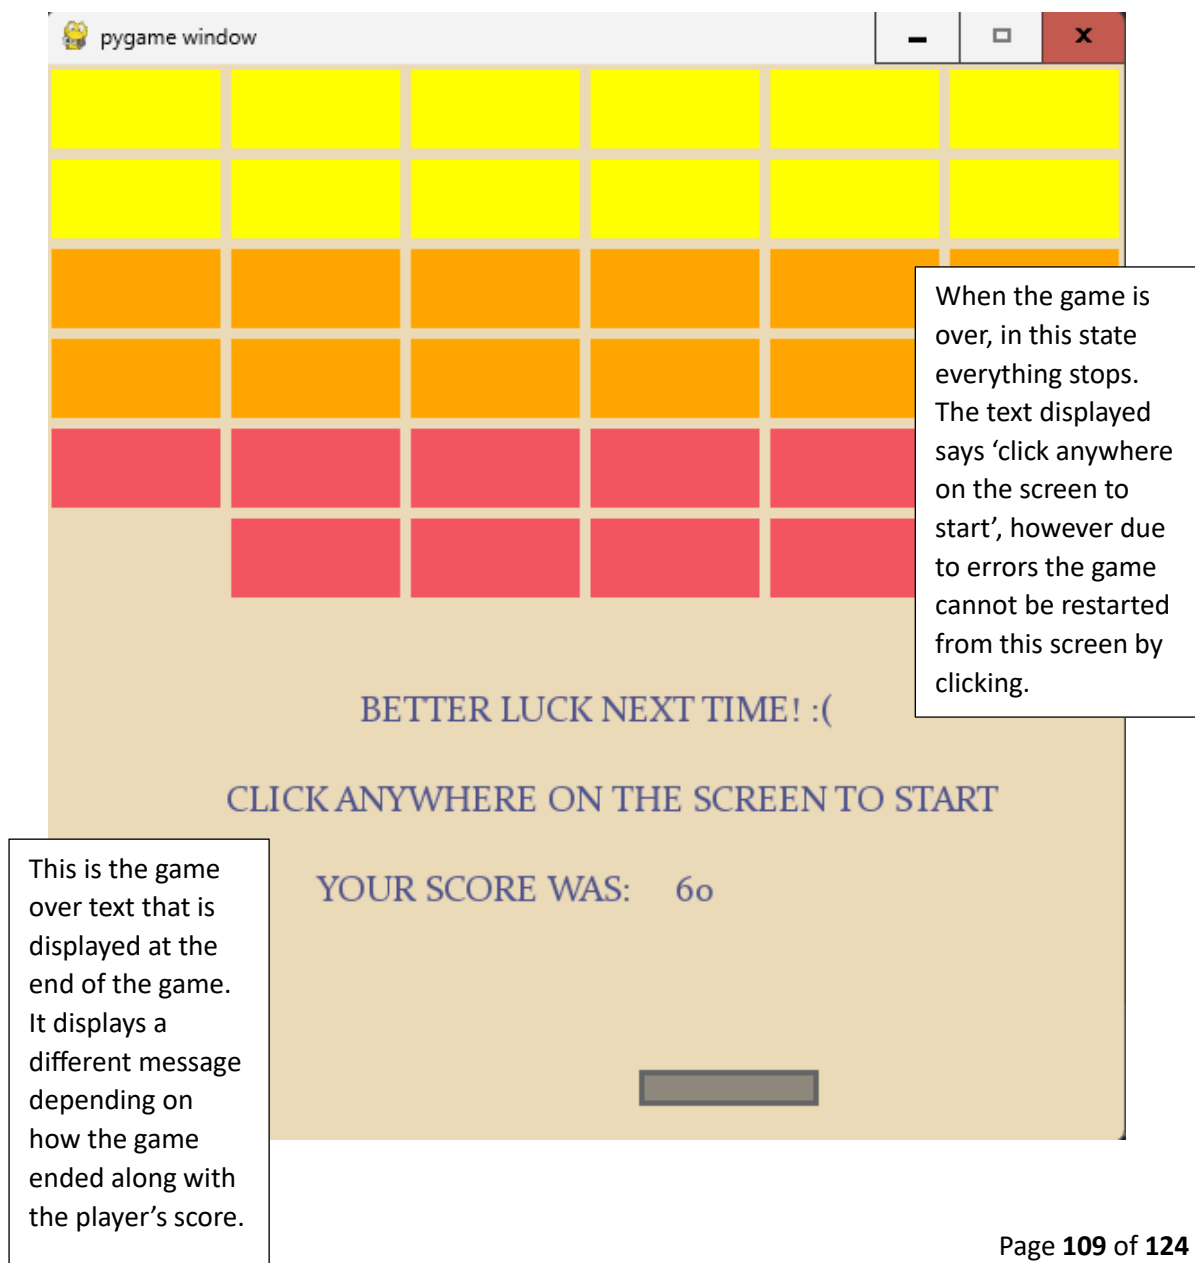 pygame window
When the game is
over, in this state
everything stops.
The text displayed
says ‘click anywhere
on the screen to
start’, however due
to errors the game
cannot be restarted
from this screen by
clicking.
BETTER LUCK NEXT TIME! :(
CLICK ANYWHERE ON THE SCREEN TO START
YOUR SCORE WAS: 60
This is the game
over text that is
displayed at the
end of the game.
It displays a
different message
depending on
how the game
ended along with
the player’s score.
Page 109 of 124